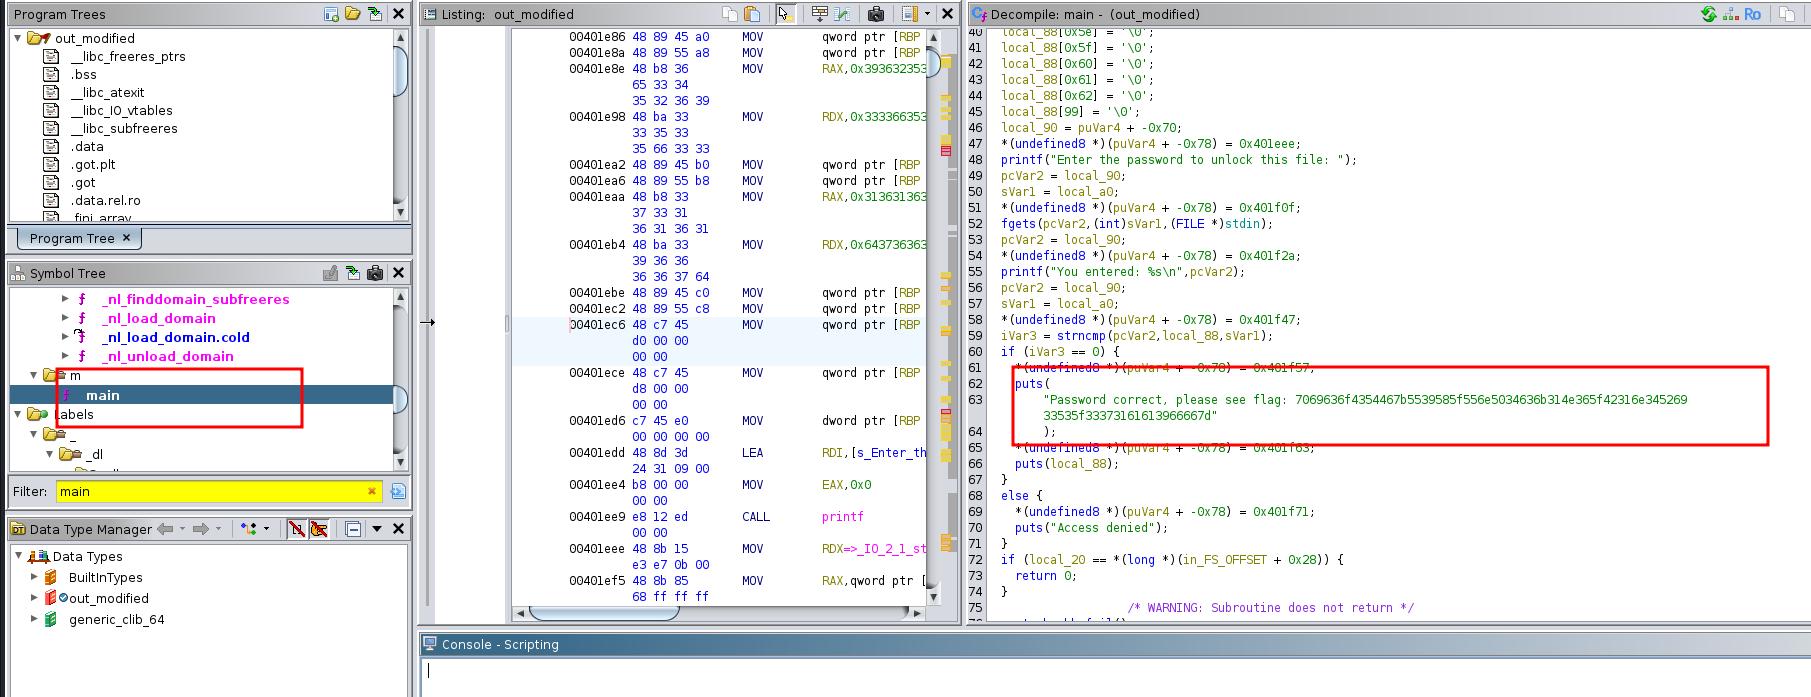 Program Trees
out_modified
__libc_freeres_ptrs
.bss
__libc_atexit
__libc_IO_vtables
__libc_subfreeres
.data
.got.plt
.got
.data.rel.ro
.fini_array
Program Tree ×
Symbol Tree
_nl_finddomain_subfreeres
_nl_load_domain
_nl_load_domain.cold
_nl_unload_domain
m
main
Labels
_
_dl
Filter: main
Data Type Manager
Data Types
BuiltInTypes
out_modified
generic_clib_64
Listing: out_modified
00401e86 48 89 45 a0 MOV qword ptr [RBP
00401e8a 48 89 55 a8 MOV qword ptr [RBP
00401e8e 48 b8 36 MOV RAX,0x393632353
65 33 34
35 32 36 39
00401e98 48 ba 33 MOV RDX,0x333366353
33 35 33
35 66 33 33
00401ea2 48 89 45 b0 MOV qword ptr [RBP
00401ea6 48 89 55 b8 MOV qword ptr [RBP
00401eaa 48 b8 33 MOV RAX,0x313631363
37 33 31
36 31 36 31
00401eb4 48 ba 33 MOV RDX,0x643736363
39 36 36
36 36 37 64
00401ebe 48 89 45 c0 MOV qword ptr [RBP
00401ec2 48 89 55 c8 MOV qword ptr [RBP
00401ec6 48 c7 45 MOV qword ptr [RBP
d0 00 00
00 00
00401ece 48 c7 45 MOV qword ptr [RBP
d8 00 00
00 00
00401ed6 c7 45 e0 MOV dword ptr [RBP
00 00 00 00
00401edd 48 8d 3d LEA RDI,[s_Enter_th
24 31 09 00
00401ee4 b8 00 00 MOV EAX,0x0
00 00
00401ee9 e8 12 ed CALL printf
00 00
00401eee 48 8b 15 MOV RDX=>_IO_2_1_st
e3 e7 0b 00
00401ef5 48 8b 85 MOV RAX,qword ptr [
68 ff ff ff
Decompile: main - (out_modified)
Ro
40 local_88[0x5e] = '\0';
41 local_88[0x5f] = '\0';
42 local_88[0x60] = '\0';
43 local_88[0x61] = '\0';
44 local_88[0x62] = '\0';
45 local_88[99] = '\0';
46 local_90 = puVar4 + -0x70;
47 *(undefined8 *)(puVar4 + -0x78) = 0x401eee;
48 printf("Enter the password to unlock this file: ");
49 pcVar2 = local_90;
50 sVar1 = local_a0;
51 *(undefined8 *)(puVar4 + -0x78) = 0x401f0f;
52 fgets(pcVar2,(int)sVar1,(FILE *)stdin);
53 pcVar2 = local_90;
54 *(undefined8 *)(puVar4 + -0x78) = 0x401f2a;
55 printf("You entered: %s\n",pcVar2);
56 pcVar2 = local_90;
57 sVar1 = local_a0;
58 *(undefined8 *)(puVar4 + -0x78) = 0x401f47;
59 iVar3 = strncmp(pcVar2,local_88,sVar1);
60 if (iVar3 == 0) {
61 *(undefined8 *)(puVar4 + -0x78) = 0x401f57;
62 puts(
63 "Password correct, please see flag: 7069636f4354467b5539585f556e5034636b314e365f42316e345269
33535f333731616139666​67d"
64 );
65 *(undefined8 *)(puVar4 + -0x78) = 0x401f63;
66 puts(local_88);
67 }
68 else {
69 *(undefined8 *)(puVar4 + -0x78) = 0x401f71;
70 puts("Access denied");
71 }
72 if (local_20 == *(long *)(in_FS_OFFSET + 0x28)) {
73 return 0;
74 }
75 /* WARNING: Subroutine does not return */
Console - Scripting